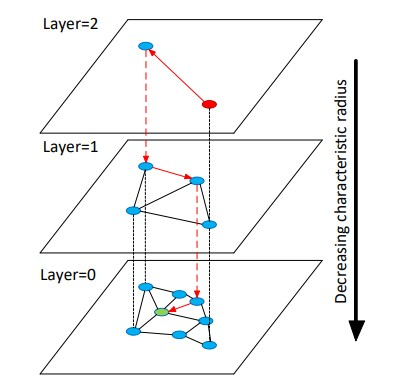 Layer=2
Layer=1
Layer=0
Decreasing characteristic radius